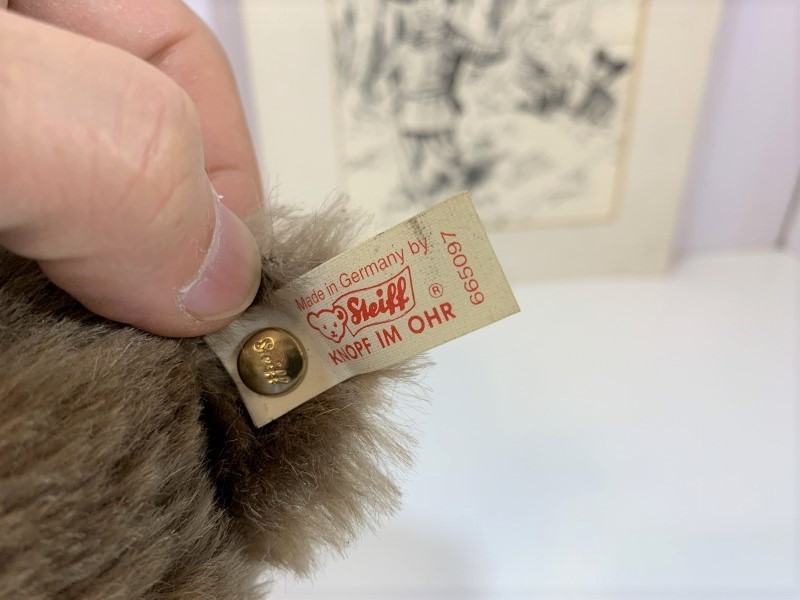 Made in Germany by
Steiff ®
KNOPF IM OHR
665097
Steiff